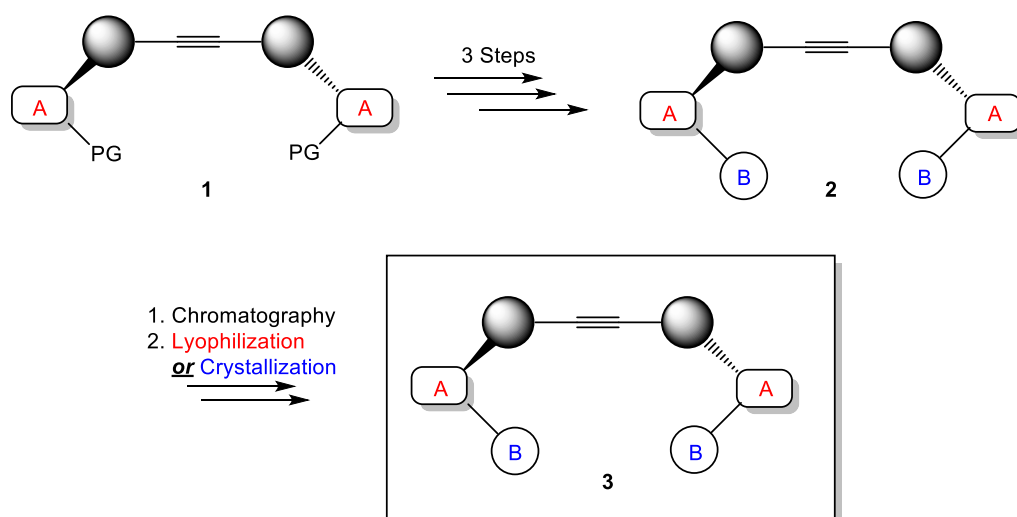 A
PG
A
PG
1
3 Steps
A
B
A
B
2
1. Chromatography
2. Lyophilization
or Crystallization
A
B
A
B
3